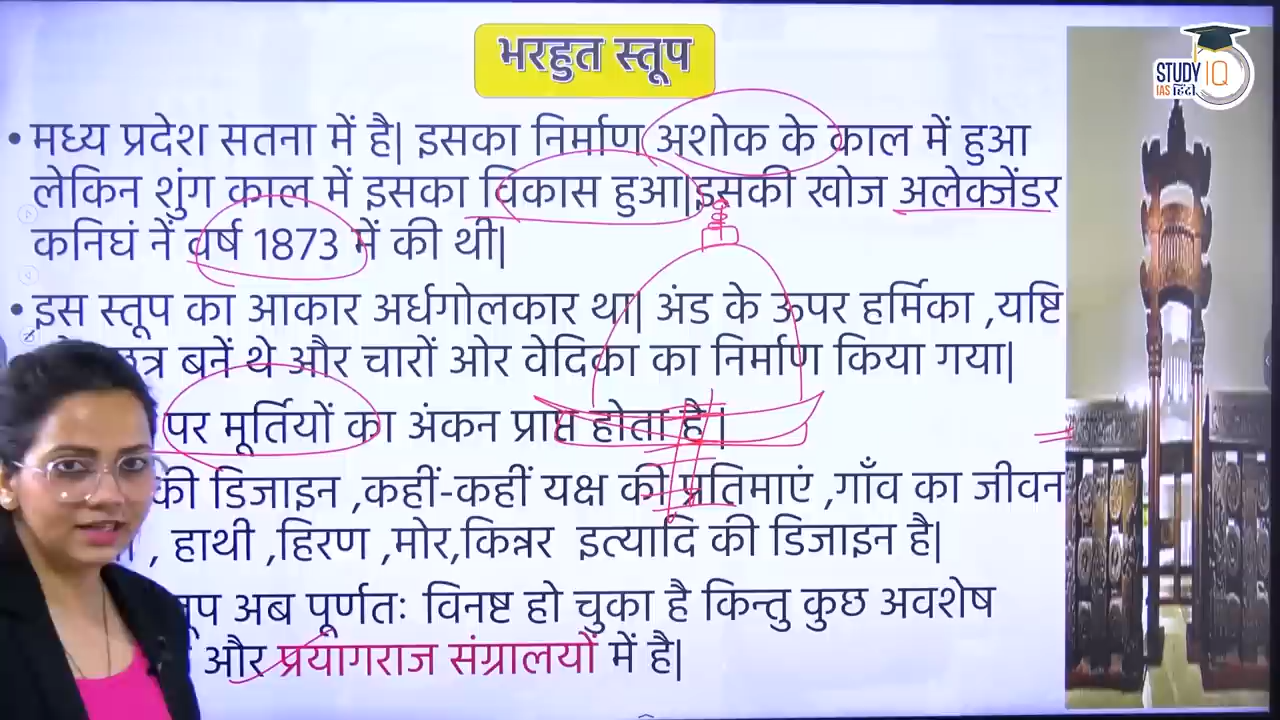 भरहुत स्तूप
STUDY IQ
IAS हिंदी
• मध्य प्रदेश सतना में है| इसका निर्माण अशोक के काल में हुआ
लेकिन शुंग काल में इसका विकास हुआ|इसकी खोज अलेक्जेंडर
कनिघं नें वर्ष 1873 में की थी|
• इस स्तूप का आकार अर्धगोलकार था| अंड के ऊपर हर्मिका ,यष्टि
बनें थे और चारों ओर वेदिका का निर्माण किया गया|
पर मूर्तियों का अंकन प्राप्त होता है |
की डिजाइन ,कहीं-कहीं यक्ष की प्रतिमाएं ,गाँव का जीवन
, हाथी ,हिरण ,मोर,किन्नर इत्यादि की डिजाइन है|
अब पूर्णतः विनष्ट हो चुका है किन्तु कुछ अवशेष
और प्रयागराज संग्रालयों में है|